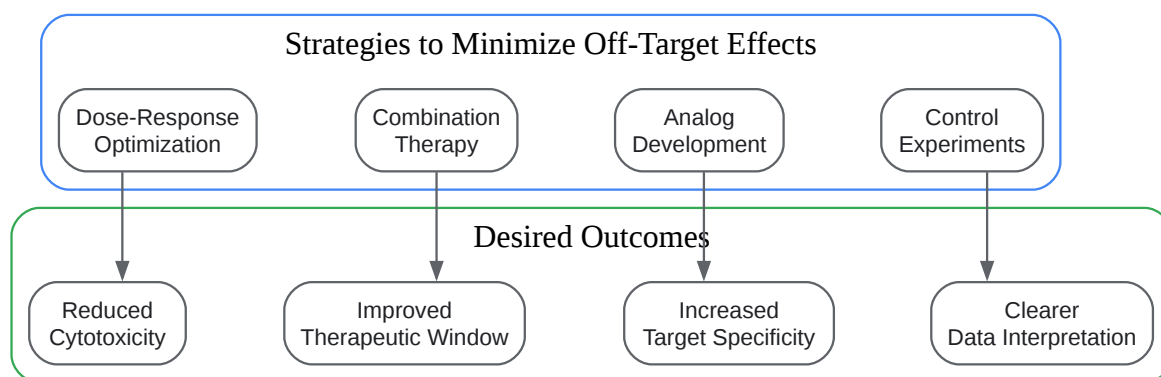 Strategies to Minimize Off-Target Effects
Dose-Response
Optimization
Combination
Therapy
Analog
Development
Control
Experiments
Desired Outcomes
Reduced
Cytotoxicity
Improved
Therapeutic Window
Increased
Target Specificity
Clearer
Data Interpretation